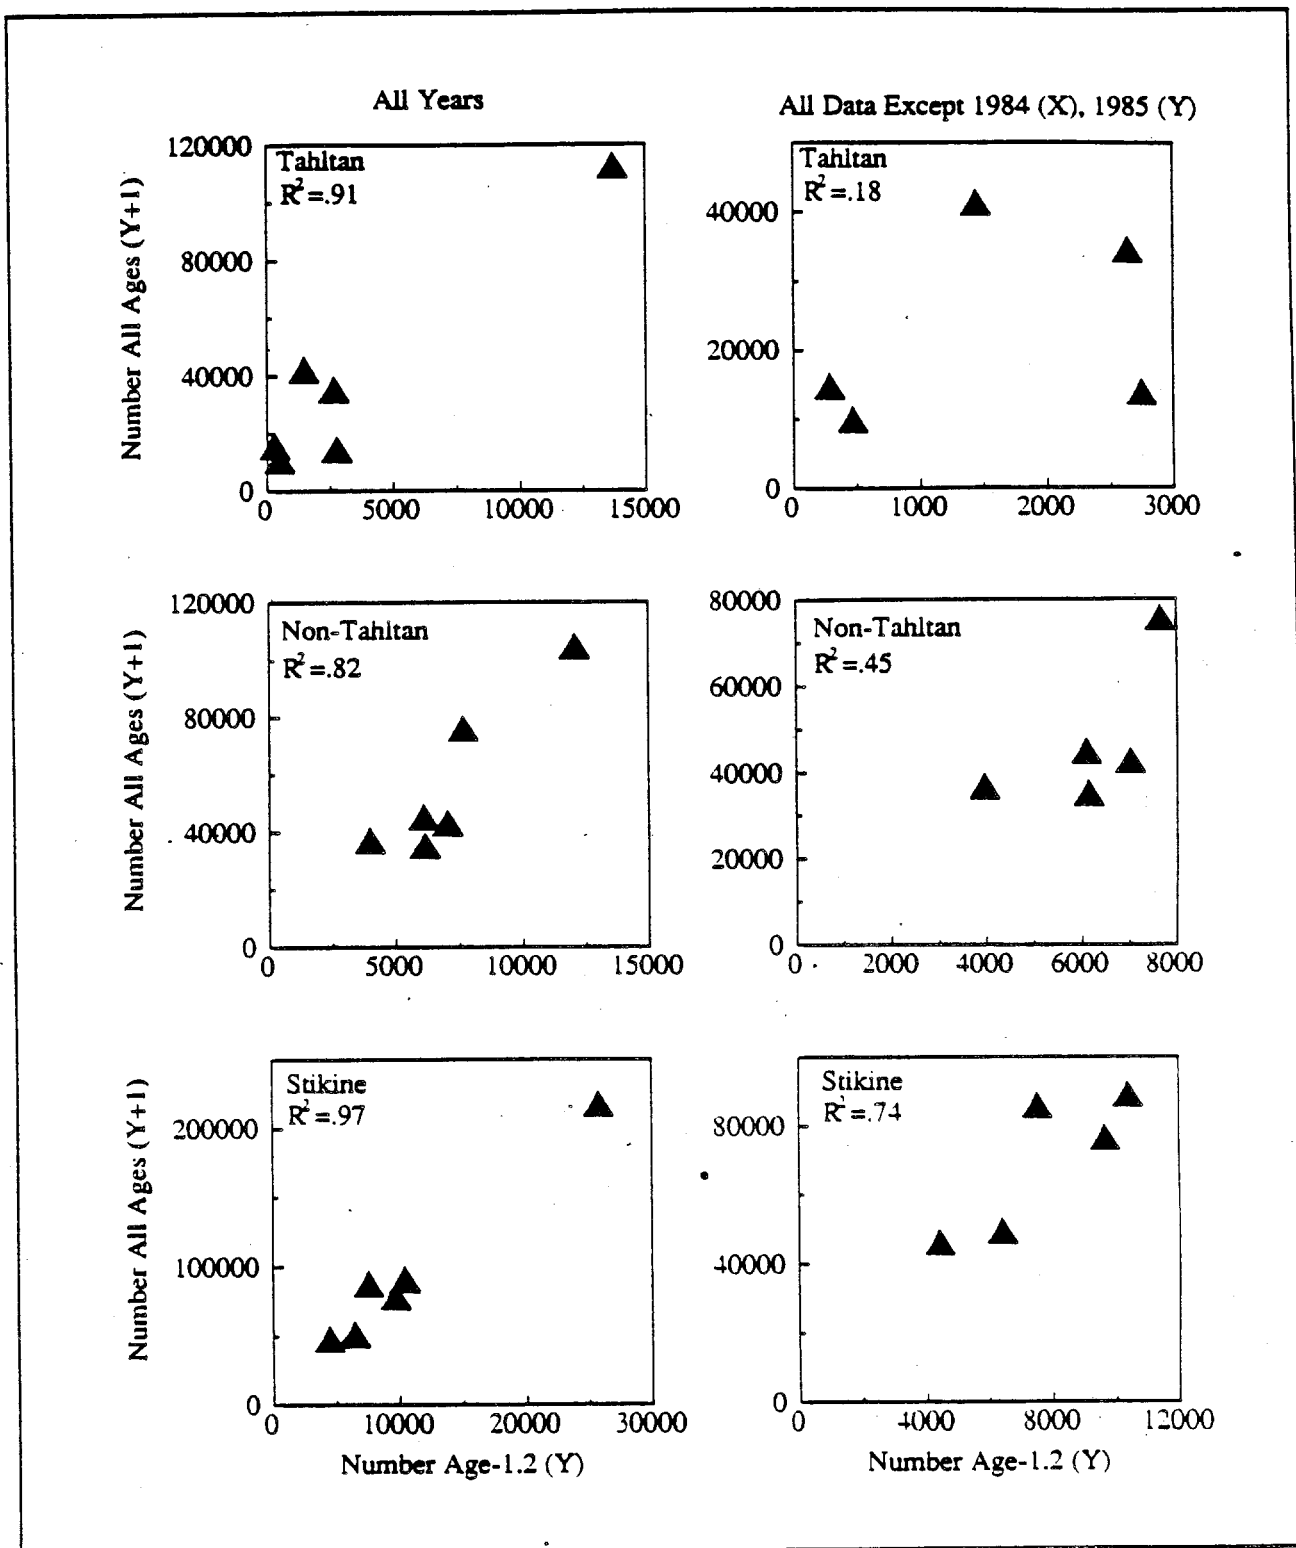 All Years
All Data Except 1984 (X), 1985 (Y)
Number All Ages (Y+1)
120000
80000
40000
0
Tahltan
R²=.91
0 5000 10000 15000
40000
20000
0
Tahltan
R²=.18
0 1000 2000 3000
Number All Ages (Y+1)
120000
80000
40000
0
Non-Tahltan
R²=.82
0 5000 10000 15000
80000
60000
40000
20000
0
Non-Tahltan
R²=.45
0 2000 4000 6000 8000
Number All Ages (Y+1)
200000
100000
0
Stikine
R²=.97
0 10000 20000 30000
Number Age-1.2 (Y)
80000
40000
0
Stikine
R²=.74
0 4000 8000 12000
Number Age-1.2 (Y)